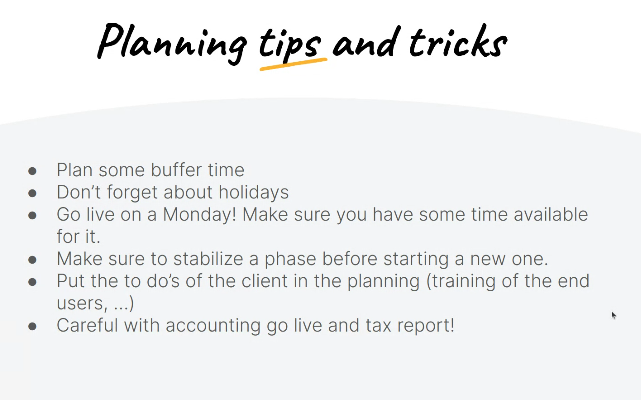 Planning tips and tricks
● Plan some buffer time
● Don't forget about holidays
● Go live on a Monday! Make sure you have some time available
for it.
● Make sure to stabilize a phase before starting a new one.
● Put the to do's of the client in the planning (training of the end
users, ...)
● Careful with accounting go live and tax report!